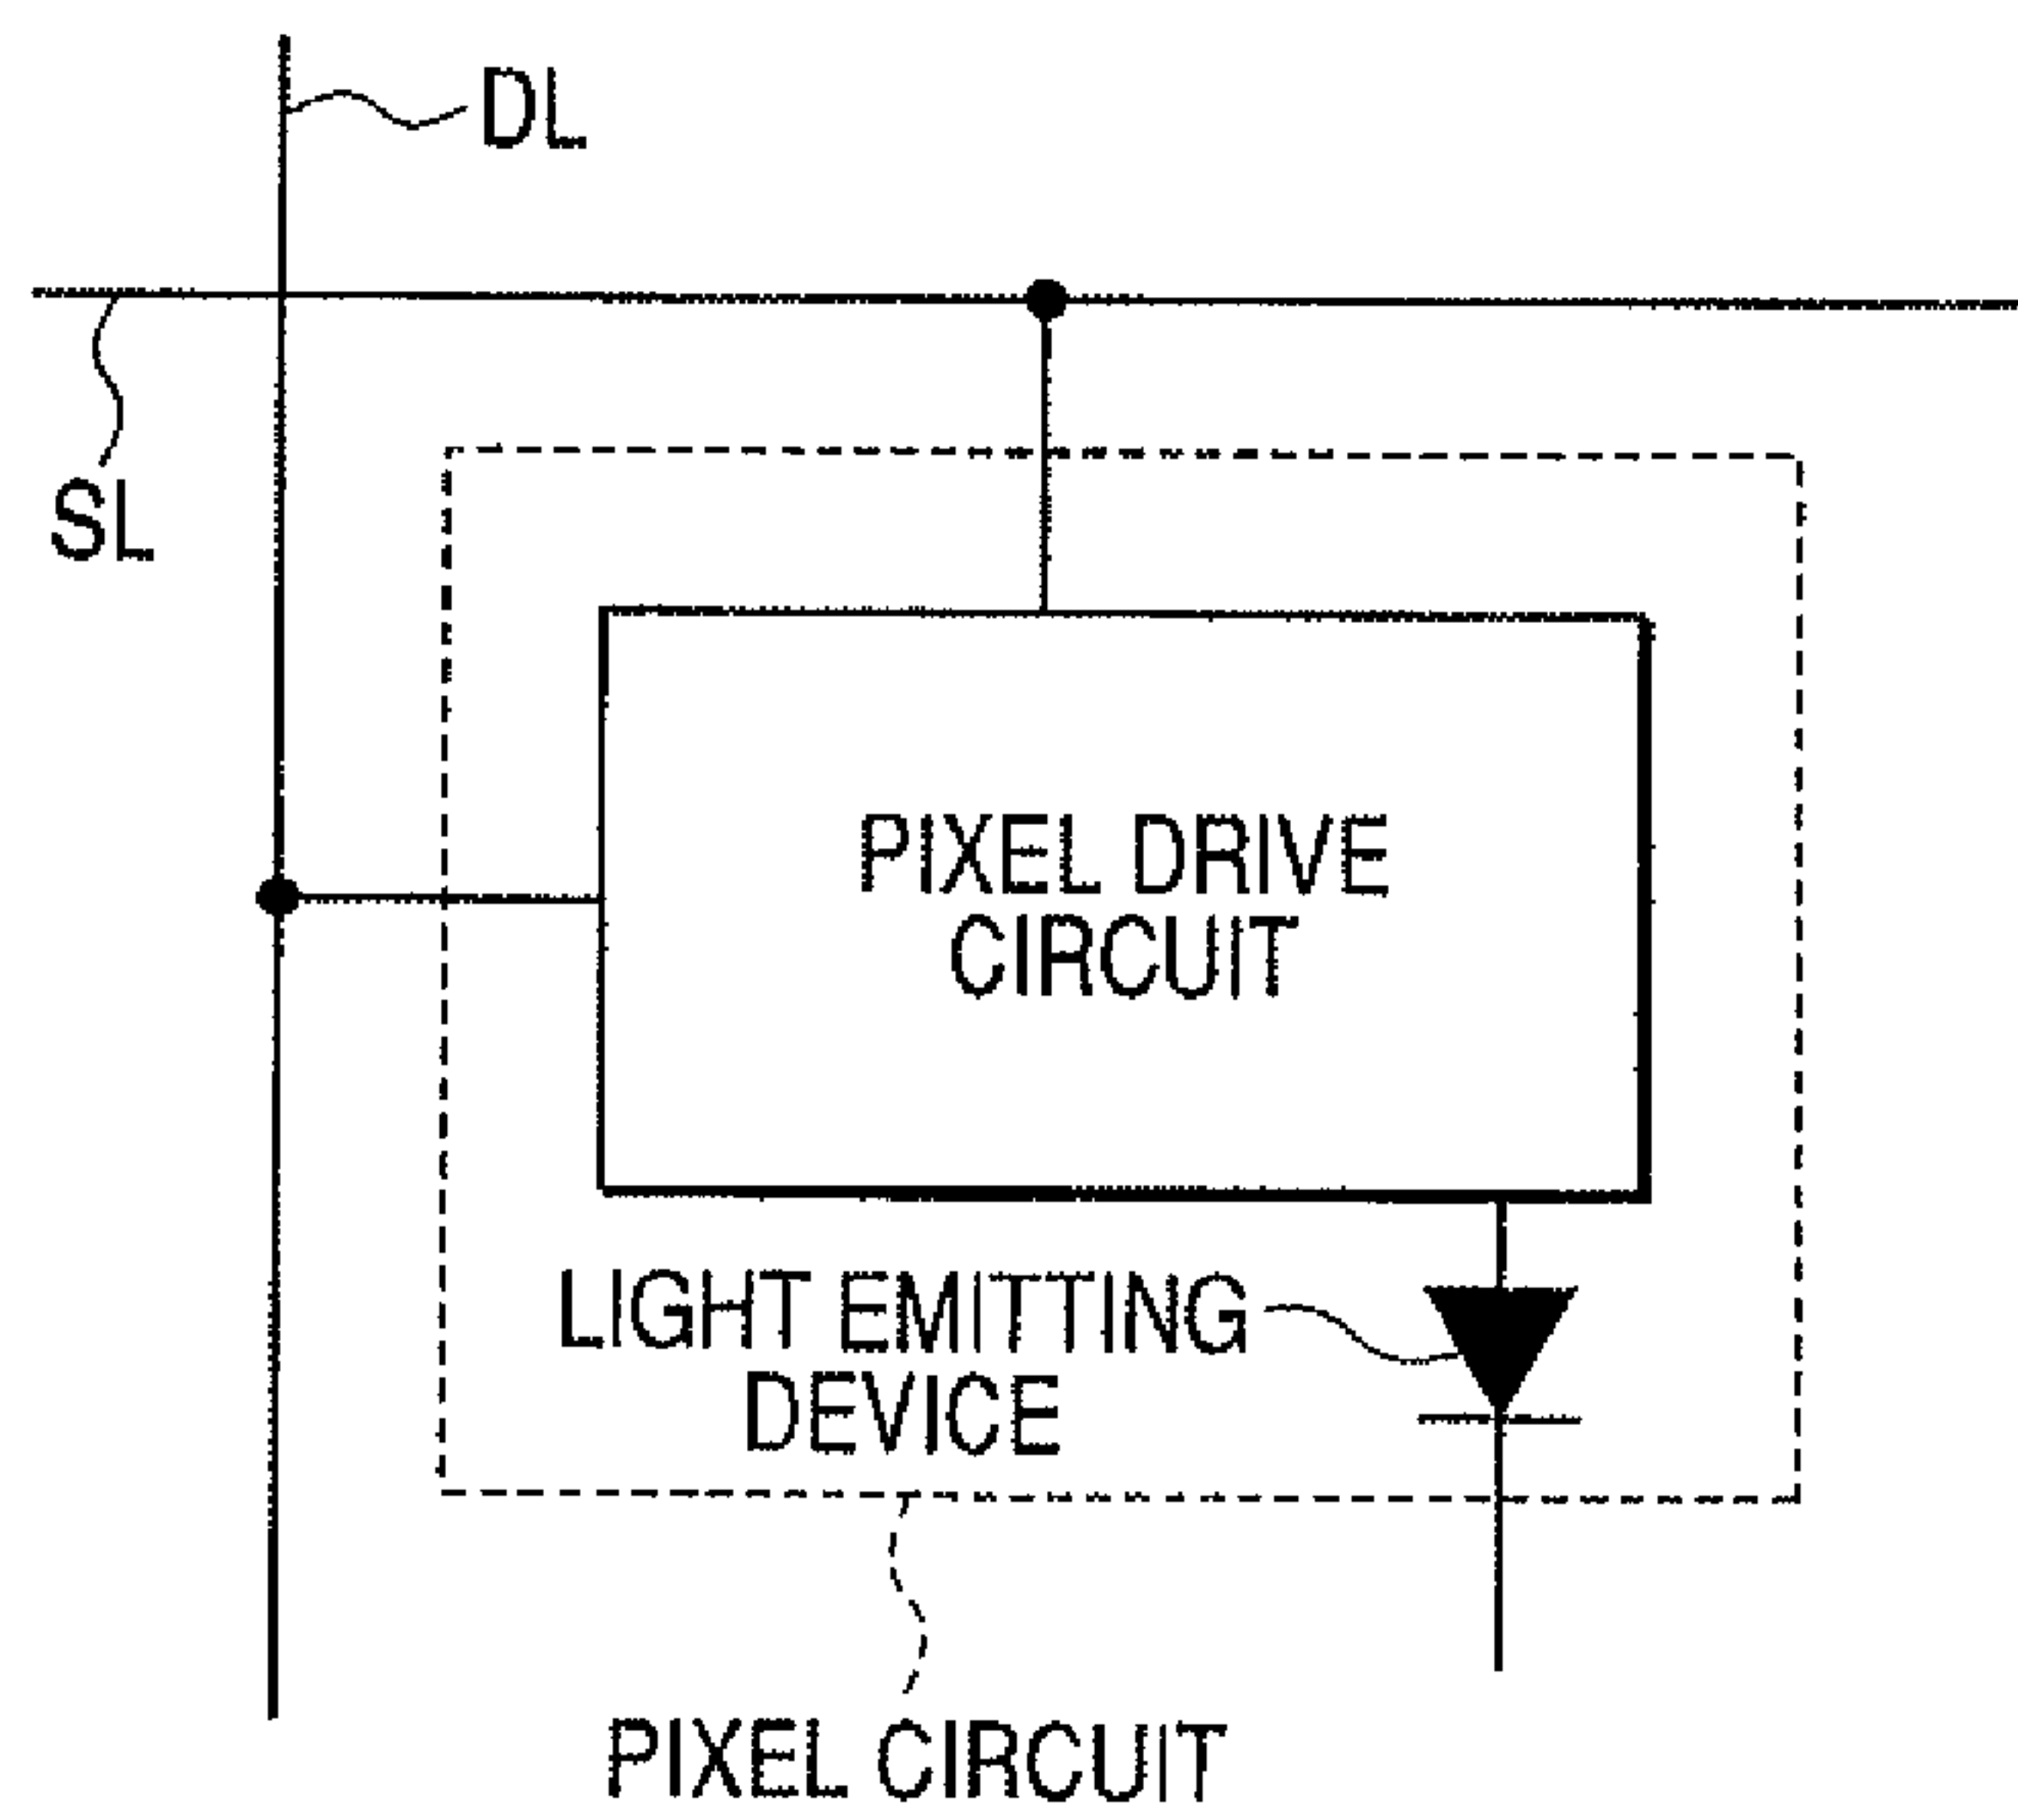 DL
SL
PIXEL DRIVE
CIRCUIT
LIGHT EMITTING
DEVICE
PIXEL CIRCUIT